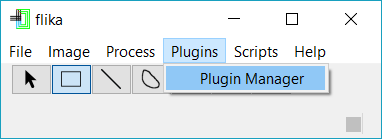 flika
File Image Process Plugins Scripts Help
Plugin Manager